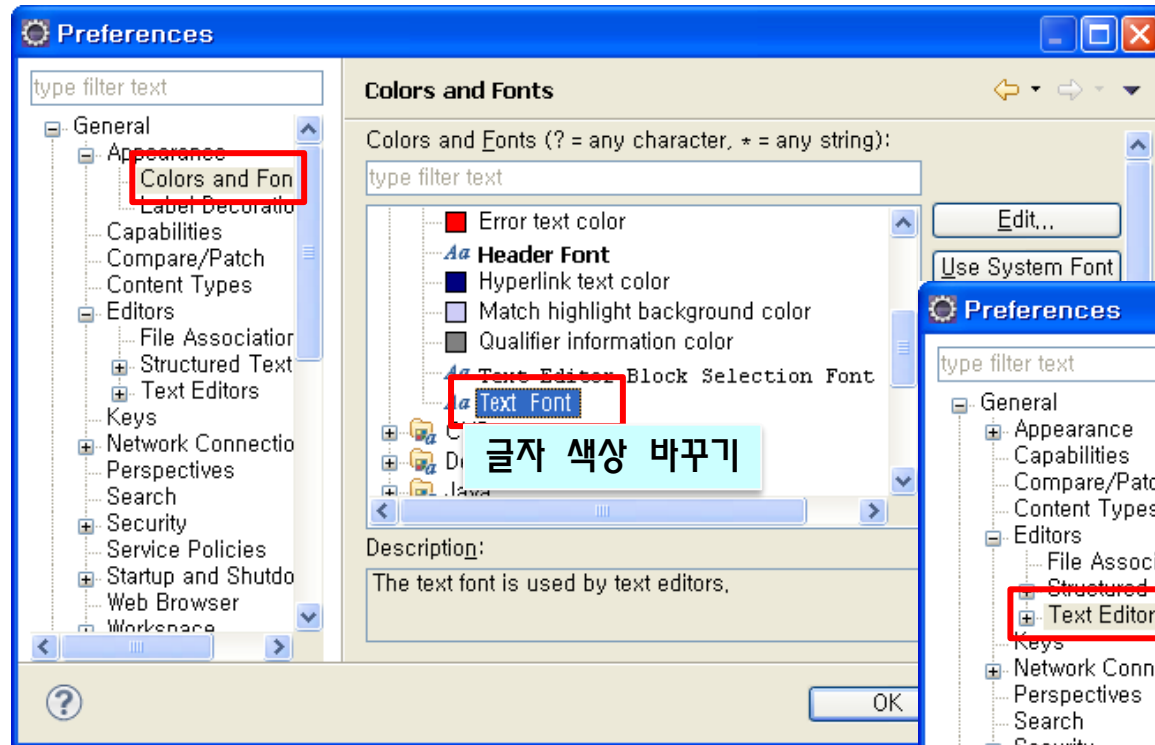 Preferences
type filter text
General
Appearance
Colors and Fon
Label Decoratio
Capabilities
Compare/Patch
Content Types
Editors
File Association
Structured Text
Text Editors
Keys
Network Connectio
Perspectives
Search
Security
Service Policies
Startup and Shutdo
Web Browser
Workspace
Colors and Fonts
Colors and Fonts (? = any character, * = any string):
type filter text
Error text color
Aa Header Font
Hyperlink text color
Match highlight background color
Qualifier information color
Aa Text Editor Block Selection Font
Aa Text Font
글자 색상 바꾸기
Java
Edit...
Use System Font
Description:
The text font is used by text editors.
OK
Preferences
type filter text
General
Appearance
Capabilities
Compare/Patc
Content Types
Editors
File Associ
Structured
Text Editor
Keys
Network Conn
Perspectives
Search
Security